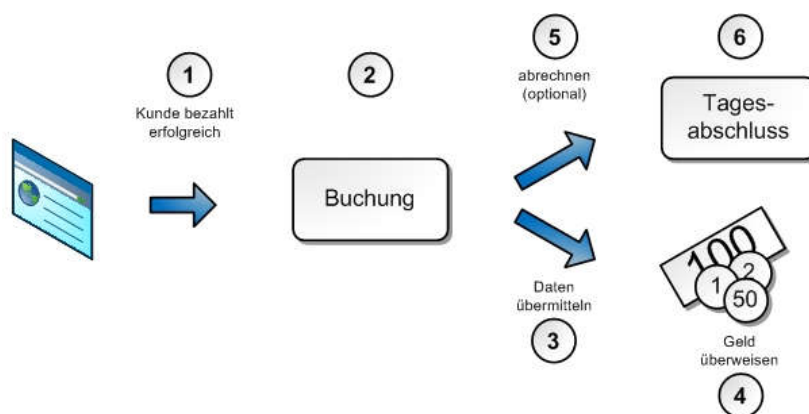 1
Kunde bezahlt
erfolgreich
2
Buchung
5
abrechnen
(optional)
6
Tages-
abschluss
Daten
übermitteln
3
100
1
2
50
Geld
überweisen
4